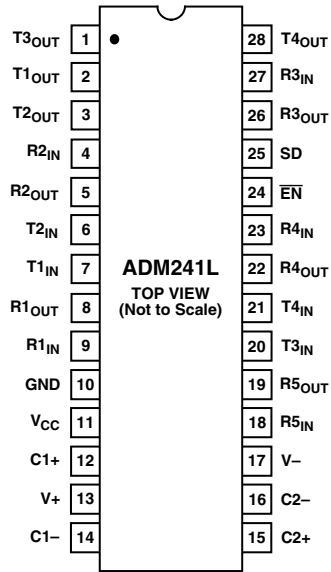 T3OUT 1 28 T4OUT
T1OUT 2 27 R3IN
T2OUT 3 26 R3OUT
R2IN 4 25 SD
R2OUT 5 24 E̅N̅
T2IN 6 23 R4IN
T1IN 7 ADM241L 22 R4OUT
TOP VIEW
R1OUT 8 (Not to Scale) 21 T4IN
R1IN 9 20 T3IN
GND 10 19 R5OUT
VCC 11 18 R5IN
C1+ 12 17 V–
V+ 13 16 C2–
C1– 14 15 C2+